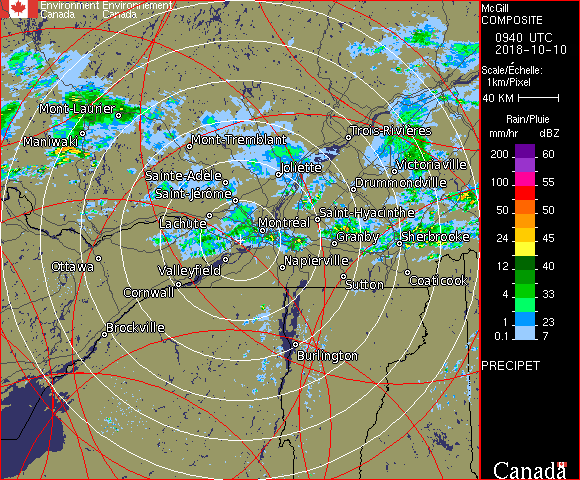 Environment Environnement
Canada Canada
McGill
COMPOSITE
0940 UTC
2018-10-10
Scale/Échelle:
1km/Pixel
40 KM
Rain/Pluie
mm/hr dBZ
200 60
100 55
50 50
24 45
12 40
4 33
1 23
0.1 7
PRECIPET
Canada
Mont-Laurier
Maniwaki
Mont-Tremblant
Trois-Rivières
Sainte-Adèle
Joliette
Victoriaville
Saint-Jérôme
Drummondville
Lachute
Montréal
Saint-Hyacinthe
Granby
Sherbrooke
Ottawa
Valleyfield
Napierville
Cornwall
Sutton
Coaticook
Brockville
Burlington